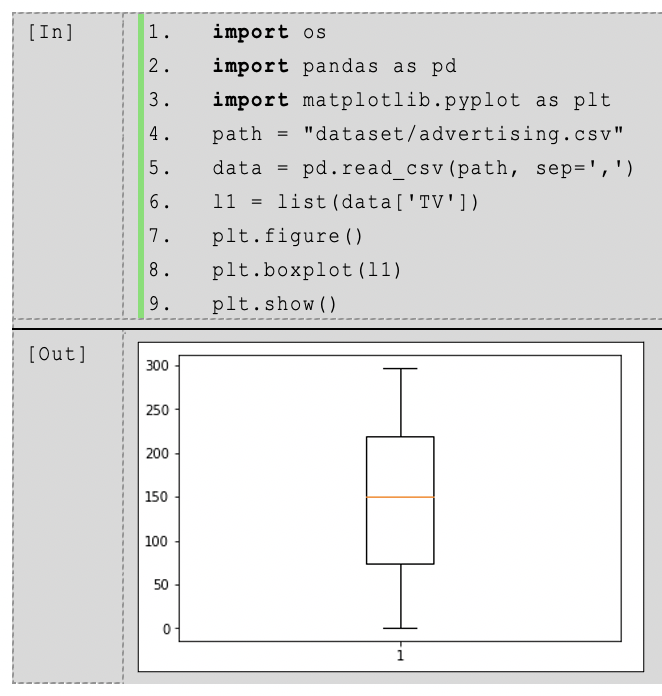 [In]
1. import os
2. import pandas as pd
3. import matplotlib.pyplot as plt
4. path = "dataset/advertising.csv"
5. data = pd.read_csv(path, sep=',')
6. l1 = list(data['TV'])
7. plt.figure()
8. plt.boxplot(l1)
9. plt.show()
[Out]
300
250
200
150
100
50
0
1